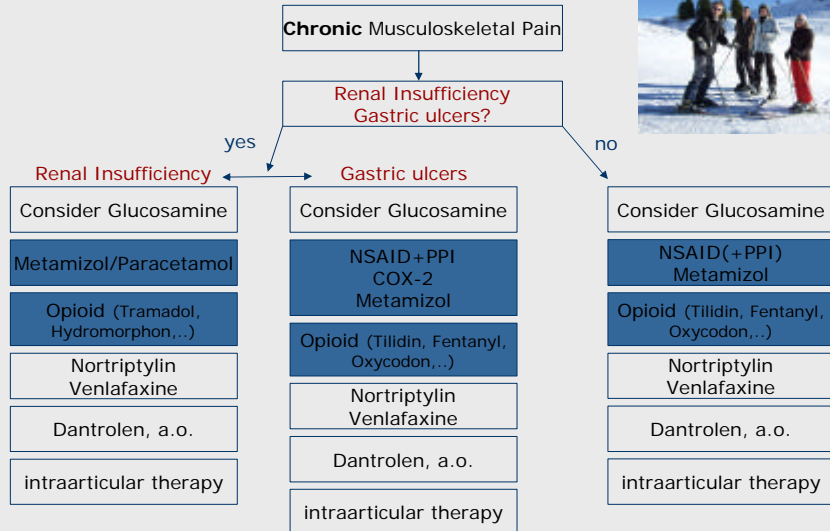 Chronic Musculoskeletal Pain
Renal Insufficiency
Gastric ulcers?
yes
no
Renal Insufficiency
Consider Glucosamine
Metamizol/Paracetamol
Opioid (Tramadol,
Hydromorphon,..)
Nortriptylin
Venlafaxine
Dantrolen, a.o.
intraarticular therapy
Gastric ulcers
Consider Glucosamine
NSAID+PPI
COX-2
Metamizol
Opioid (Tilidin, Fentanyl,
Oxycodon,..)
Nortriptylin
Venlafaxine
Dantrolen, a.o.
intraarticular therapy
Consider Glucosamine
NSAID(+PPI)
Metamizol
Opioid (Tilidin, Fentanyl,
Oxycodon,..)
Nortriptylin
Venlafaxine
Dantrolen, a.o.
intraarticular therapy